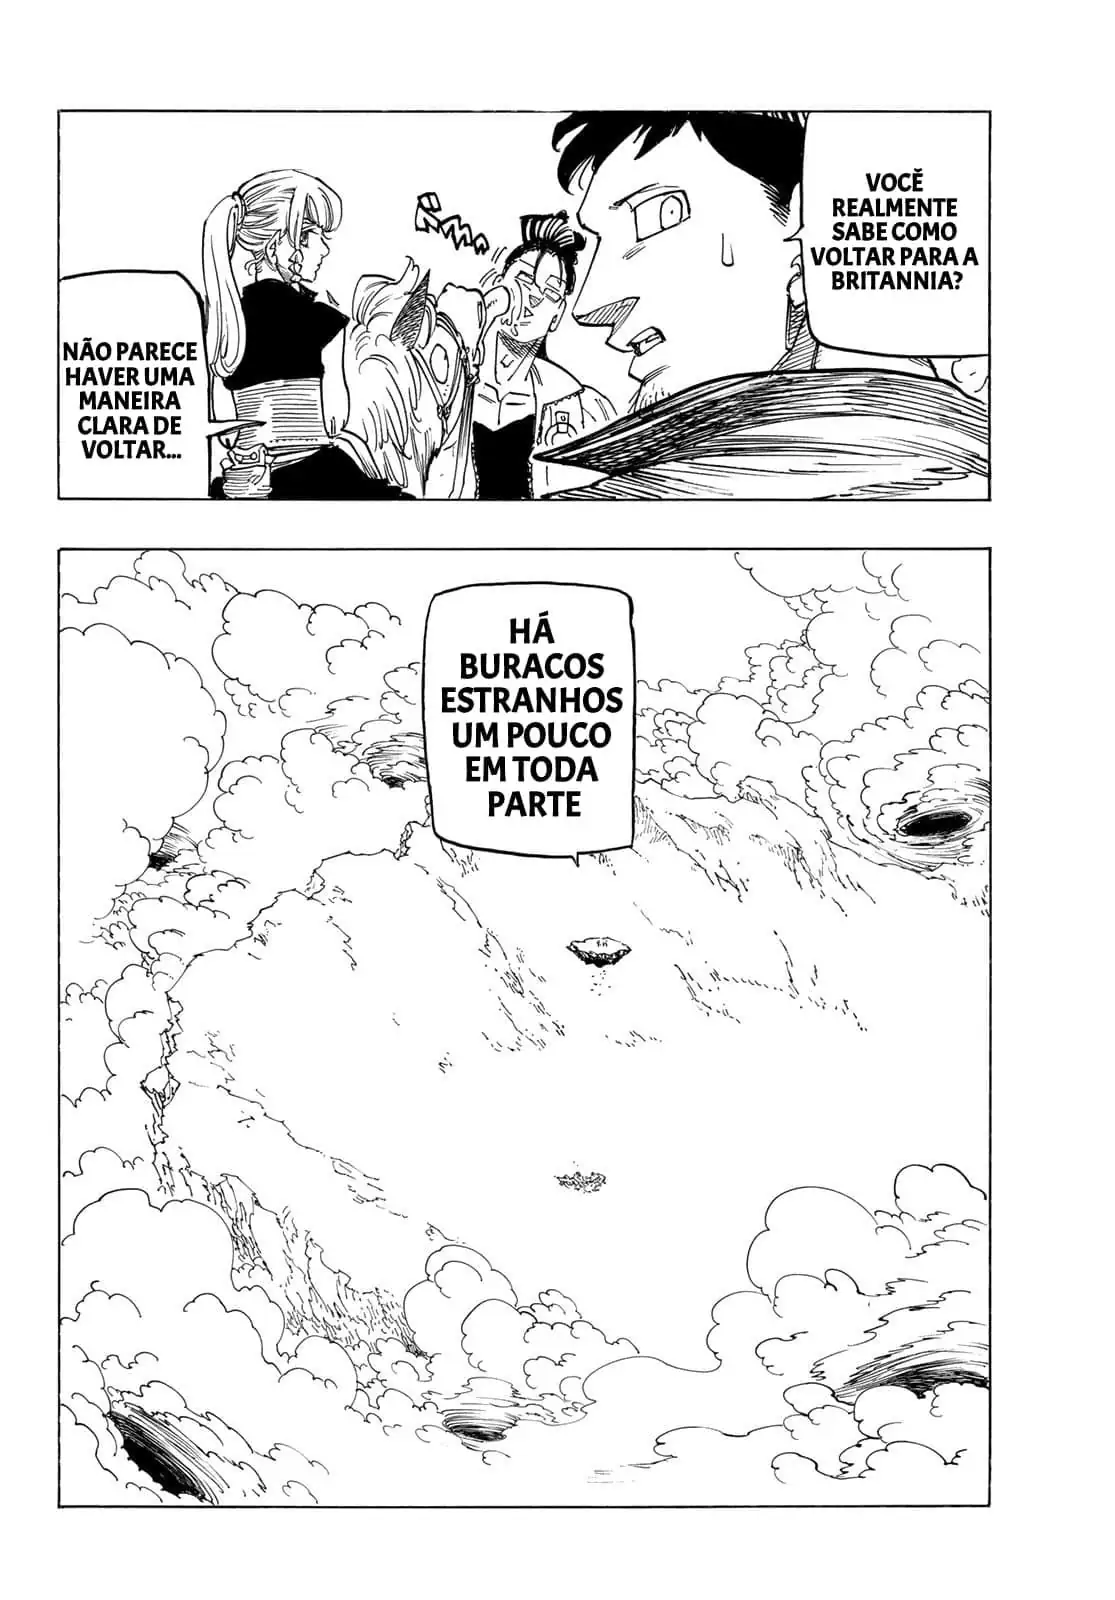 VOCĚ
REALMENTE
SABE COMO
VOLTAR PARA A
BRITANNIA?
NÃO PARECE
HAVER UMA
MANEIRA
CLARA DE
VOLTAR...
HÁ
BURACOS
ESTRANHOS
UM POUCO
EM TODA
PARTE